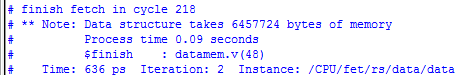 # finish fetch in cycle 218
# ** Note: Data structure takes 6457724 bytes of memory
#          Process time 0.09 seconds
#          $finish    : datamem.v(48)
#    Time: 636 ps  Iteration: 2  Instance: /CPU/fet/rs/data/data